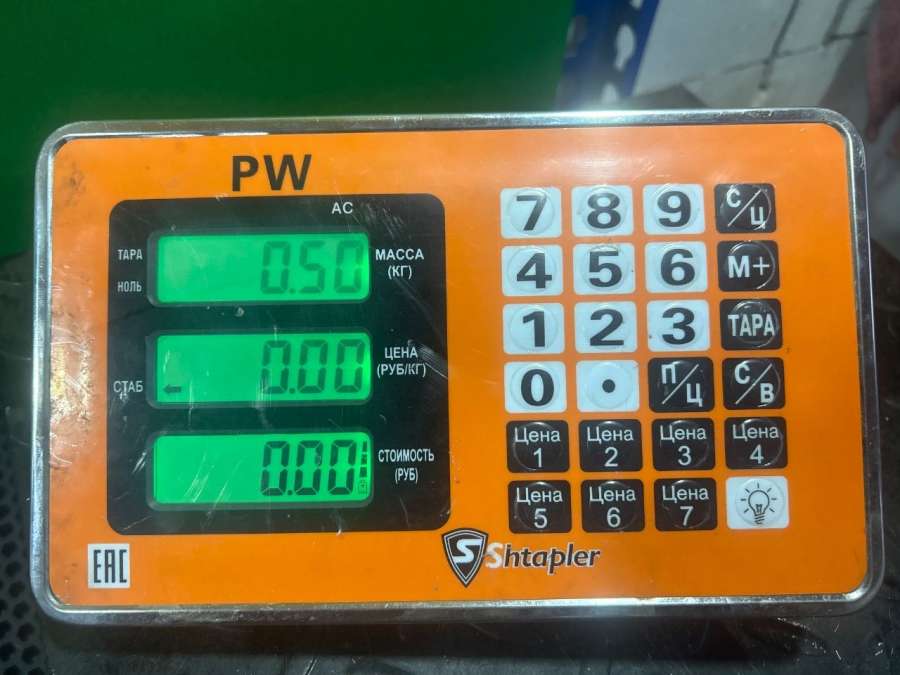 PW
AC
ТАРА
НОЛЬ
0.50
МАССА
(КГ)
СТАБ
0.00
ЦЕНА
(РУБ/КГ)
0.00
СТОИМОСТЬ
(РУБ)
7 8 9 С/Ц
4 5 6 М+
1 2 3 ТАРА
0 • П/Ц С/В
Цена 1 Цена 2 Цена 3 Цена 4
Цена 5 Цена 6 Цена 7
EAC
S Shtapler